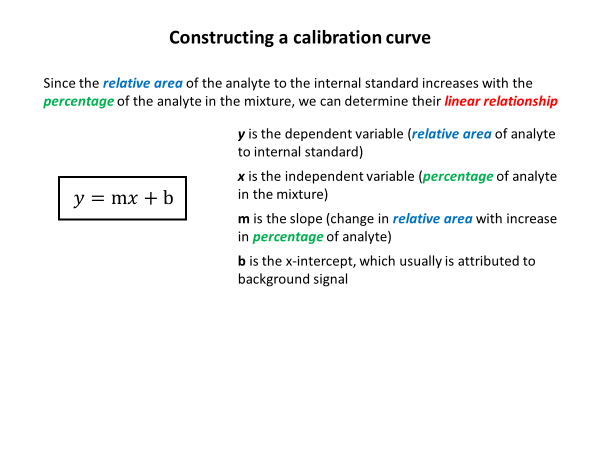 Constructing a calibration curve
Since the relative area of the analyte to the internal standard increases with the
percentage of the analyte in the mixture, we can determine their linear relationship
y is the dependent variable (relative area of analyte
to internal standard)
x is the independent variable (percentage of analyte
in the mixture)
y = mx + b
m is the slope (change in relative area with increase
in percentage of analyte)
b is the x-intercept, which usually is attributed to
background signal